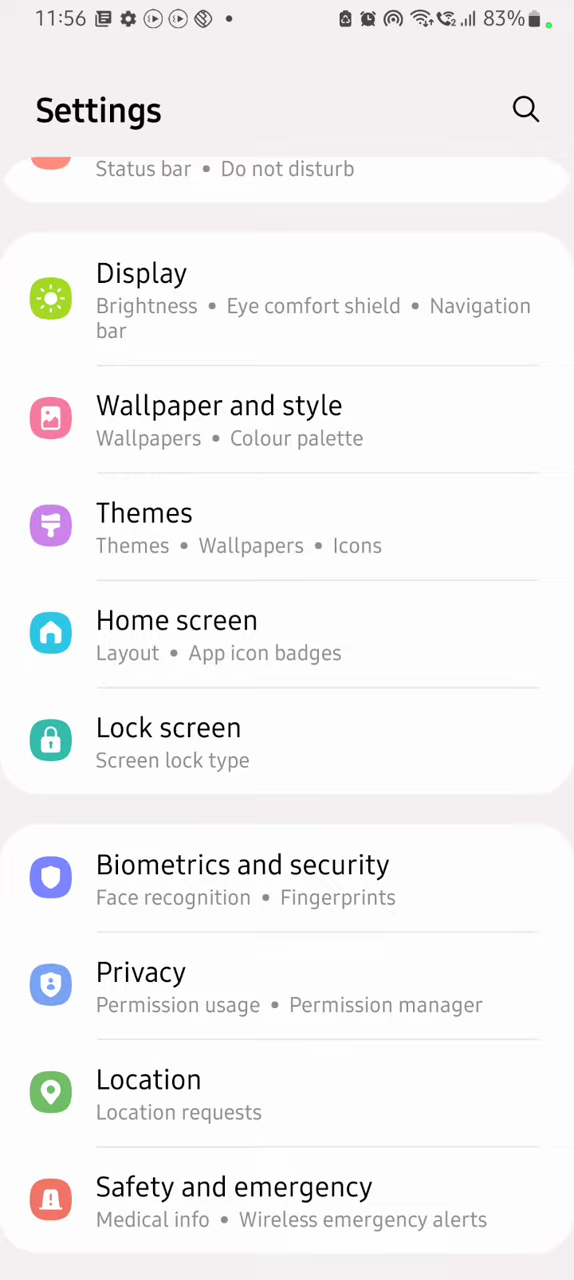 11:56 83%
Settings
Status bar • Do not disturb
Display
Brightness • Eye comfort shield • Navigation
bar
Wallpaper and style
Wallpapers • Colour palette
Themes
Themes • Wallpapers • Icons
Home screen
Layout • App icon badges
Lock screen
Screen lock type
Biometrics and security
Face recognition • Fingerprints
Privacy
Permission usage • Permission manager
Location
Location requests
Safety and emergency
Medical info • Wireless emergency alerts